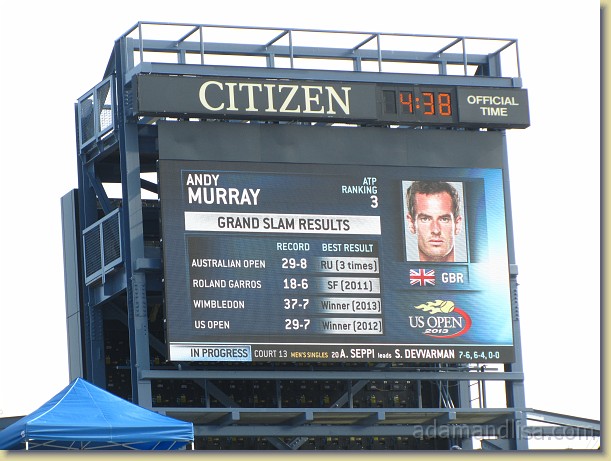 CITIZEN 4:38 OFFICIAL TIME
ANDY
MURRAY
ATP
RANKING
3
GRAND SLAM RESULTS
RECORD BEST RESULT
AUSTRALIAN OPEN 29-8 RU [3 times]
ROLAND GARROS 18-6 SF [2011]
WIMBLEDON 37-7 Winner [2013]
US OPEN 29-7 Winner [2012]
GBR
US OPEN
2013
IN PROGRESS COURT 13 MEN'S SINGLES 20 A. SEPPI leads S. DEVVARMAN 7-6, 6-4, 0-0
adamandlisa.com